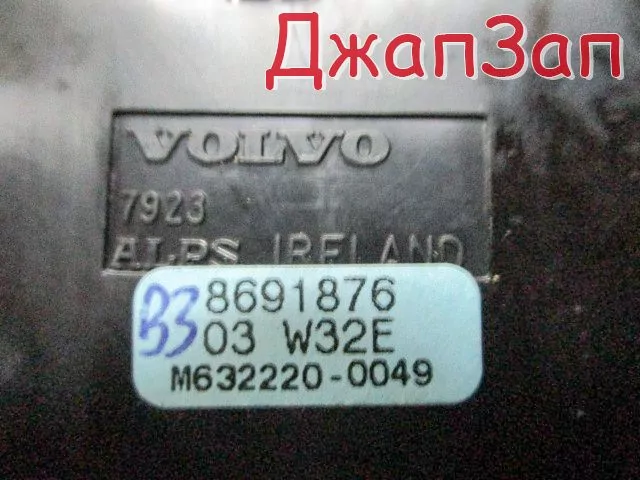 ДжапЗап
VOLVO
7923
ALPS IRELAND
B3
8691876
03 W32E
M632220-0049